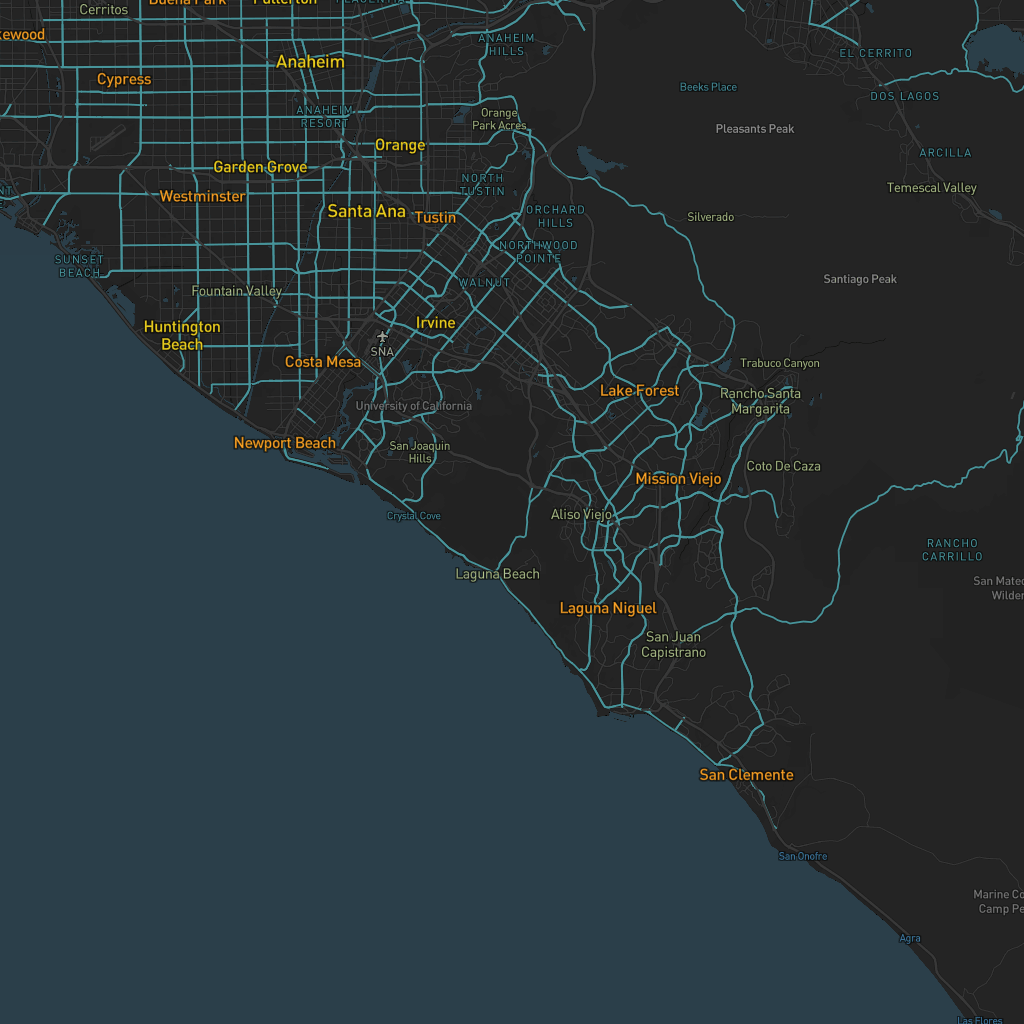 Buena Park
Fullerton
PLACENTIA
Cerritos
ANAHEIM
HILLS
EL CERRITO
Anaheim
Cypress
Beeks Place
DOS LAGOS
ANAHEIM
RESORT
Orange
Park Acres
Pleasants Peak
Orange
ARCILLA
Garden Grove
NORTH
TUSTIN
Temescal Valley
Westminster
Santa Ana
Tustin
ORCHARD
HILLS
Silverado
NORTHWOOD
POINTE
SUNSET
BEACH
Santiago Peak
WALNUT
Fountain Valley
Huntington
Beach
Irvine
SNA
Costa Mesa
Trabuco Canyon
Lake Forest
Rancho Santa
Margarita
University of California
Newport Beach
San Joaquin
Hills
Coto De Caza
Mission Viejo
Crystal Cove
Aliso Viejo
RANCHO
CARRILLO
Laguna Beach
San Mateo
Wilder
Laguna Niguel
San Juan
Capistrano
San Clemente
San Onofre
Marine Co
Camp Pe
Agra
Las Flores